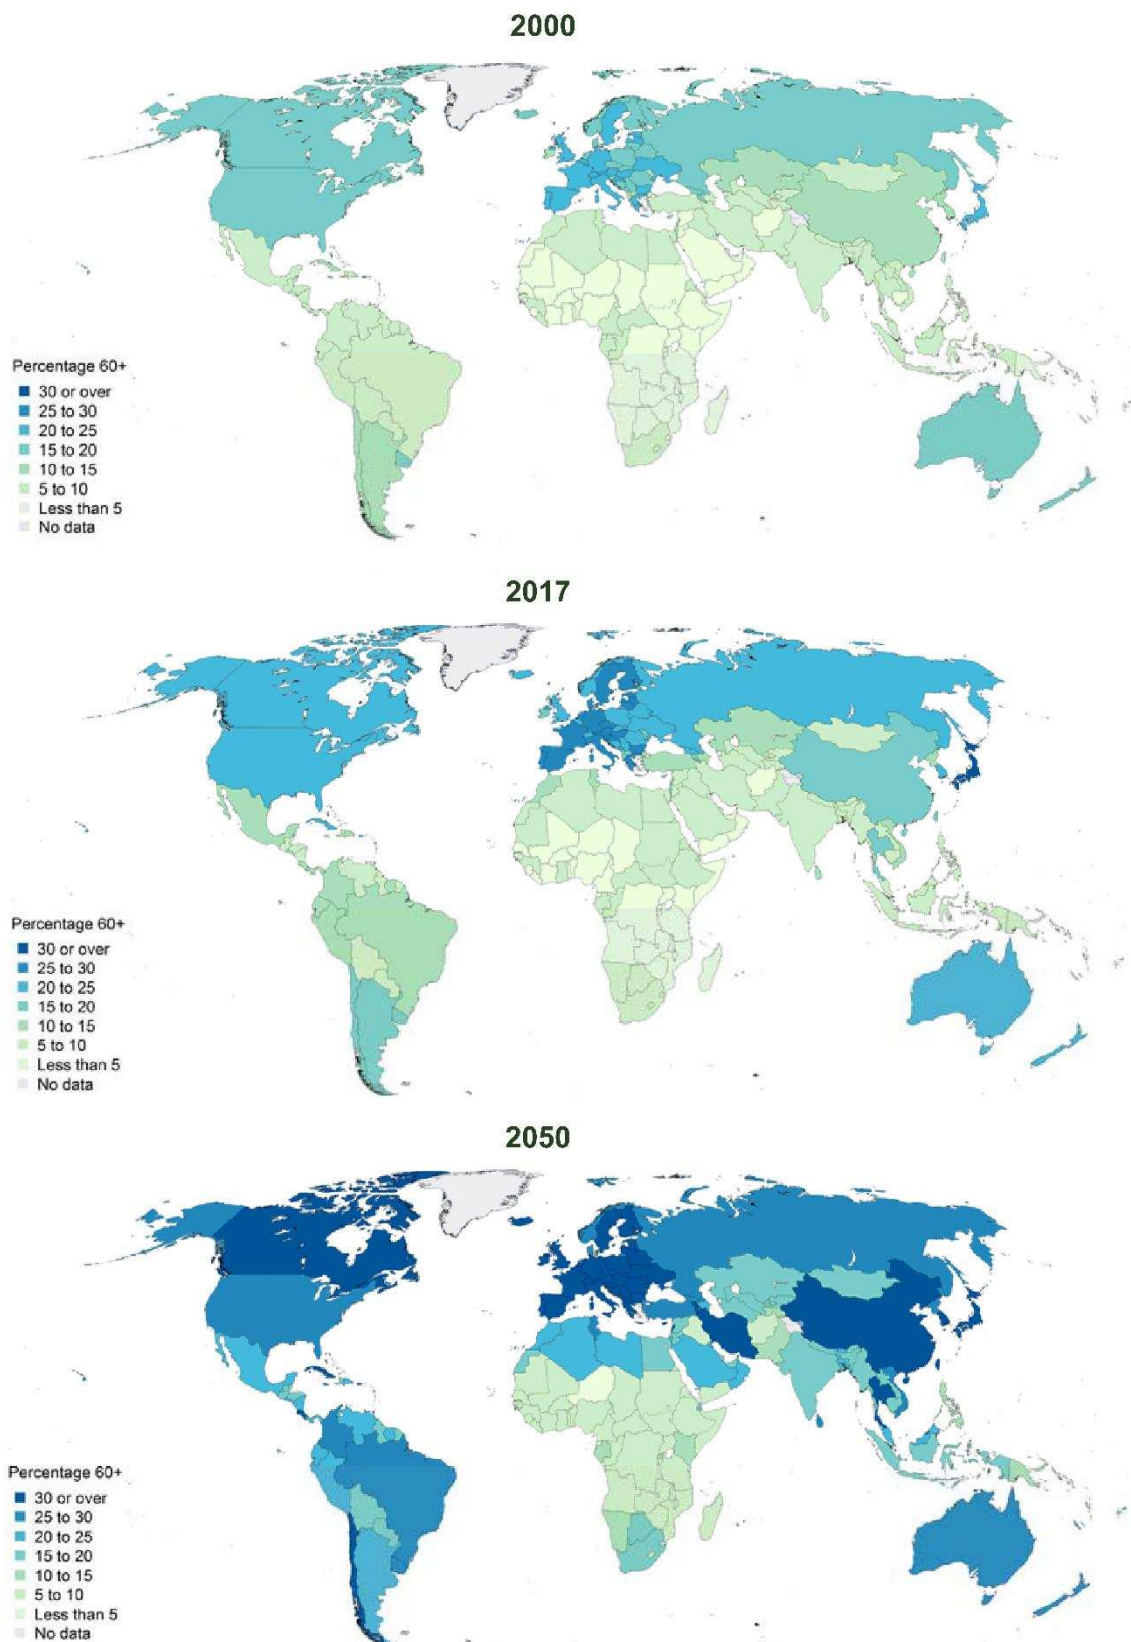 2000
Percentage 60+
30 or over
25 to 30
20 to 25
15 to 20
10 to 15
5 to 10
Less than 5
No data
2017
Percentage 60+
30 or over
25 to 30
20 to 25
15 to 20
10 to 15
5 to 10
Less than 5
No data
2050
Percentage 60+
30 or over
25 to 30
20 to 25
15 to 20
10 to 15
5 to 10
Less than 5
No data